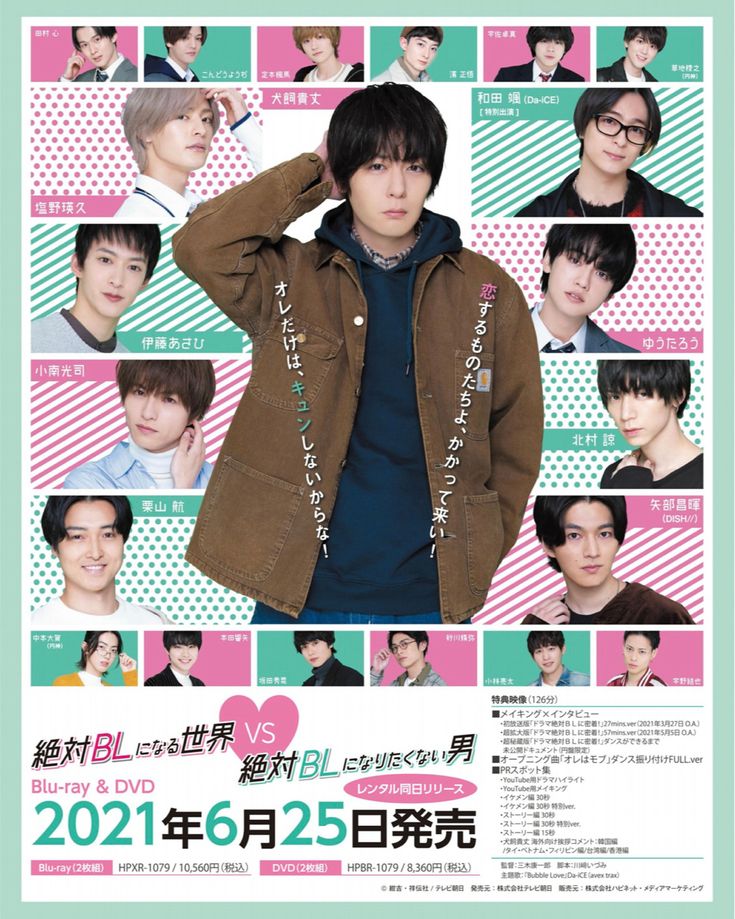 田村 心
こんどうようぢ
定本楓馬
濱 正悟
宇佐卓真
草地稜之
(円神)
犬飼貴丈
和田 颯(Da-iCE)
[特別出演]
塩野瑛久
伊藤あさひ
ゆうたろう
小南光司
北村 諒
栗山 航
矢部昌暉
(DISH//)
恋するものたちよ、かかって来い!
オレだけは、キュンしないからな!
中本大賀
(円神)
本田響矢
坂田秀晃
砂川脩弥
小林亮太
宇野結也
絶対BLになる世界
VS
絶対BLになりたくない男
Blu-ray & DVD
レンタル同日リリース
2021年6月25日発売
Blu-ray(2枚組) HPXR-1079 / 10,560円(税込)
DVD(2枚組) HPBR-1079 / 8,360円(税込)
特典映像(126分)
■メイキング×インタビュー
・初放送版「ドラマ絶対BLに密着!」27mins.ver(2021年3月27日O.A.)
・超拡大版「ドラマ絶対BLに密着!」57mins.ver(2021年5月5日O.A.)
・超秘蔵版「ドラマ絶対BLに密着!」ダンスができるまで
未公開ドキュメント(円盤限定)
■オープニング曲「オレはモブ」ダンス振り付けFULL.ver
■PRスポット集
・YouTube用ドラマハイライト
・YouTube用メイキング
・イケメン編 30秒
・イケメン編 30秒 特別ver.
・ストーリー編 30秒
・ストーリー編 30秒 特別ver.
・ストーリー編 15秒
・犬飼貴丈 海外向け挨拶コメント:韓国編
/タイ・ベトナム・フィリピン編/台湾編/香港編
監督:三木康一郎 脚本:川﨑いづみ
主題歌:「Bubble Love」Da-iCE(avex trax)
© 紺吉・祥伝社 / テレビ朝日 発売元:株式会社テレビ朝日 販売元:株式会社ハピネット・メディアマーケティング